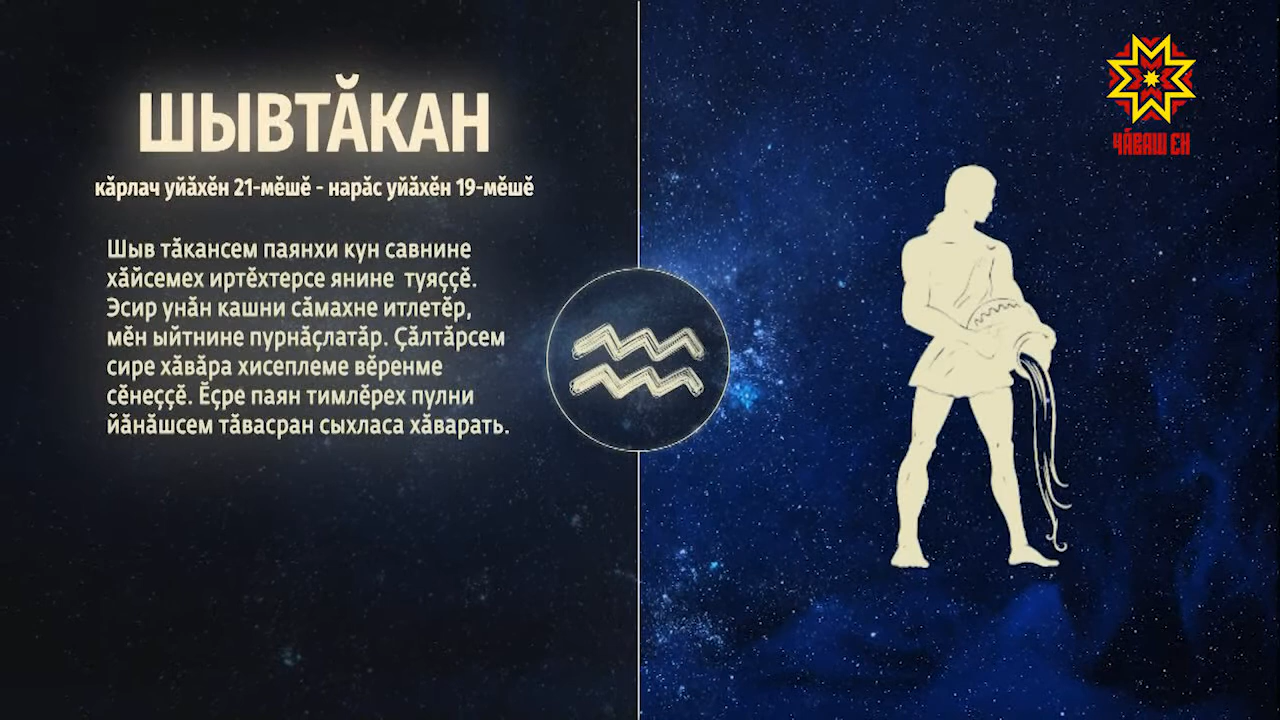 ШЫВТӐКАН
кӑрлач уйӑхӗн 21-мӗшӗ - нарӑс уйӑхӗн 19-мӗшӗ
Шыв тӑкансем паянхи кун савнине
хӑйсемех иртӗхтерсе янине туяҫҫӗ.
Эсир унӑн кашни сӑмахне итлетӗр,
мӗн ыйтнине пурнӑҫлатӑр. Ҫӑлтӑрсем
сире хӑвӑра хисеплеме вӗренме
сӗнеҫҫӗ. Ӗҫре паян тимлӗрех пулни
йӑнӑшсем тӑвасран сыхласа хӑварать.
ЧӐВАШ ЕН